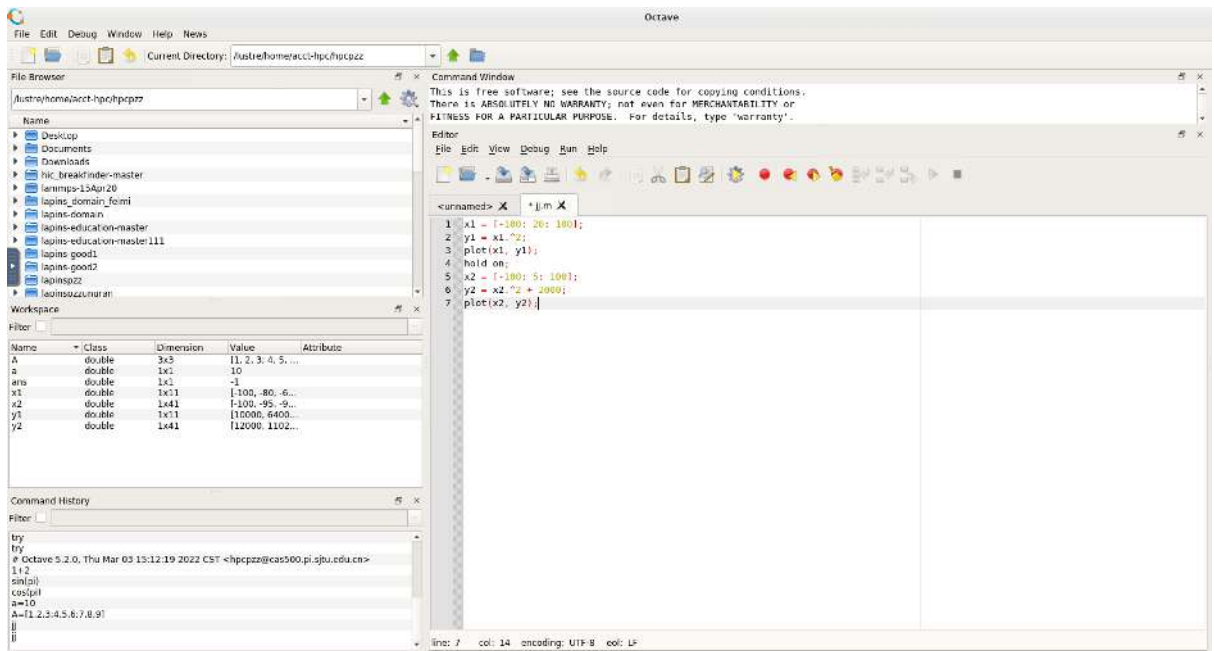 Octave
File Edit Debug Window Help News
Current Directory: /lustre/home/acct-hpc/hpcpzz
File Browser
/lustre/home/acct-hpc/hpcpzz
Name
Desktop
Documents
Downloads
hic_breakfinder-master
lammps-15Apr20
lapins_domain_feimi
lapins-domain
lapins-education-master
lapins-education-master111
lapins good1
lapins-good2
lapinspzz
Workspace
Filter
Name Class Dimension Value Attribute
A double 3x3 [1, 2, 3; 4, 5, ...
a double 1x1 10
ans double 1x1 -1
x1 double 1x11 [-100, -80, -6...
x2 double 1x41 [-100, -95, -9...
y1 double 1x11 [10000, 6400...
y2 double 1x41 [12000, 1102...
Command History
Filter
try
try
# Octave 5.2.0, Thu Mar 03 15:12:19 2022 CST <hpcpzz@cas500.pi.sjtu.edu.cn>
1+2
sin(pi)
cos(pi)
a=10
A=[1,2,3;4,5,6;7,8,9]
jj
jj
Command Window
This is free software; see the source code for copying conditions.
There is ABSOLUTELY NO WARRANTY; not even for MERCHANTABILITY or
FITNESS FOR A PARTICULAR PURPOSE. For details, type 'warranty'.
Editor
File Edit View Debug Run Help
<unnamed> * jj.m
1 x1 = [-100: 20: 100];
2 y1 = x1.^2;
3 plot(x1, y1);
4 hold on;
5 x2 = [-100: 5: 100];
6 y2 = x2.^2 + 2000;
7 plot(x2, y2);
line: 7 col: 14 encoding: UTF-8 eol: LF